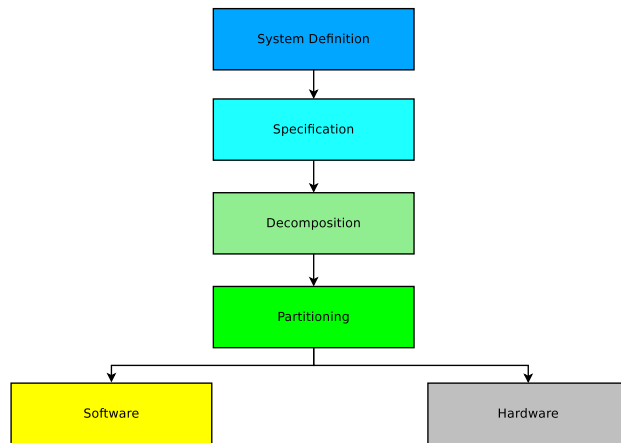 System Definition
Specification
Decomposition
Partitioning
Software
Hardware